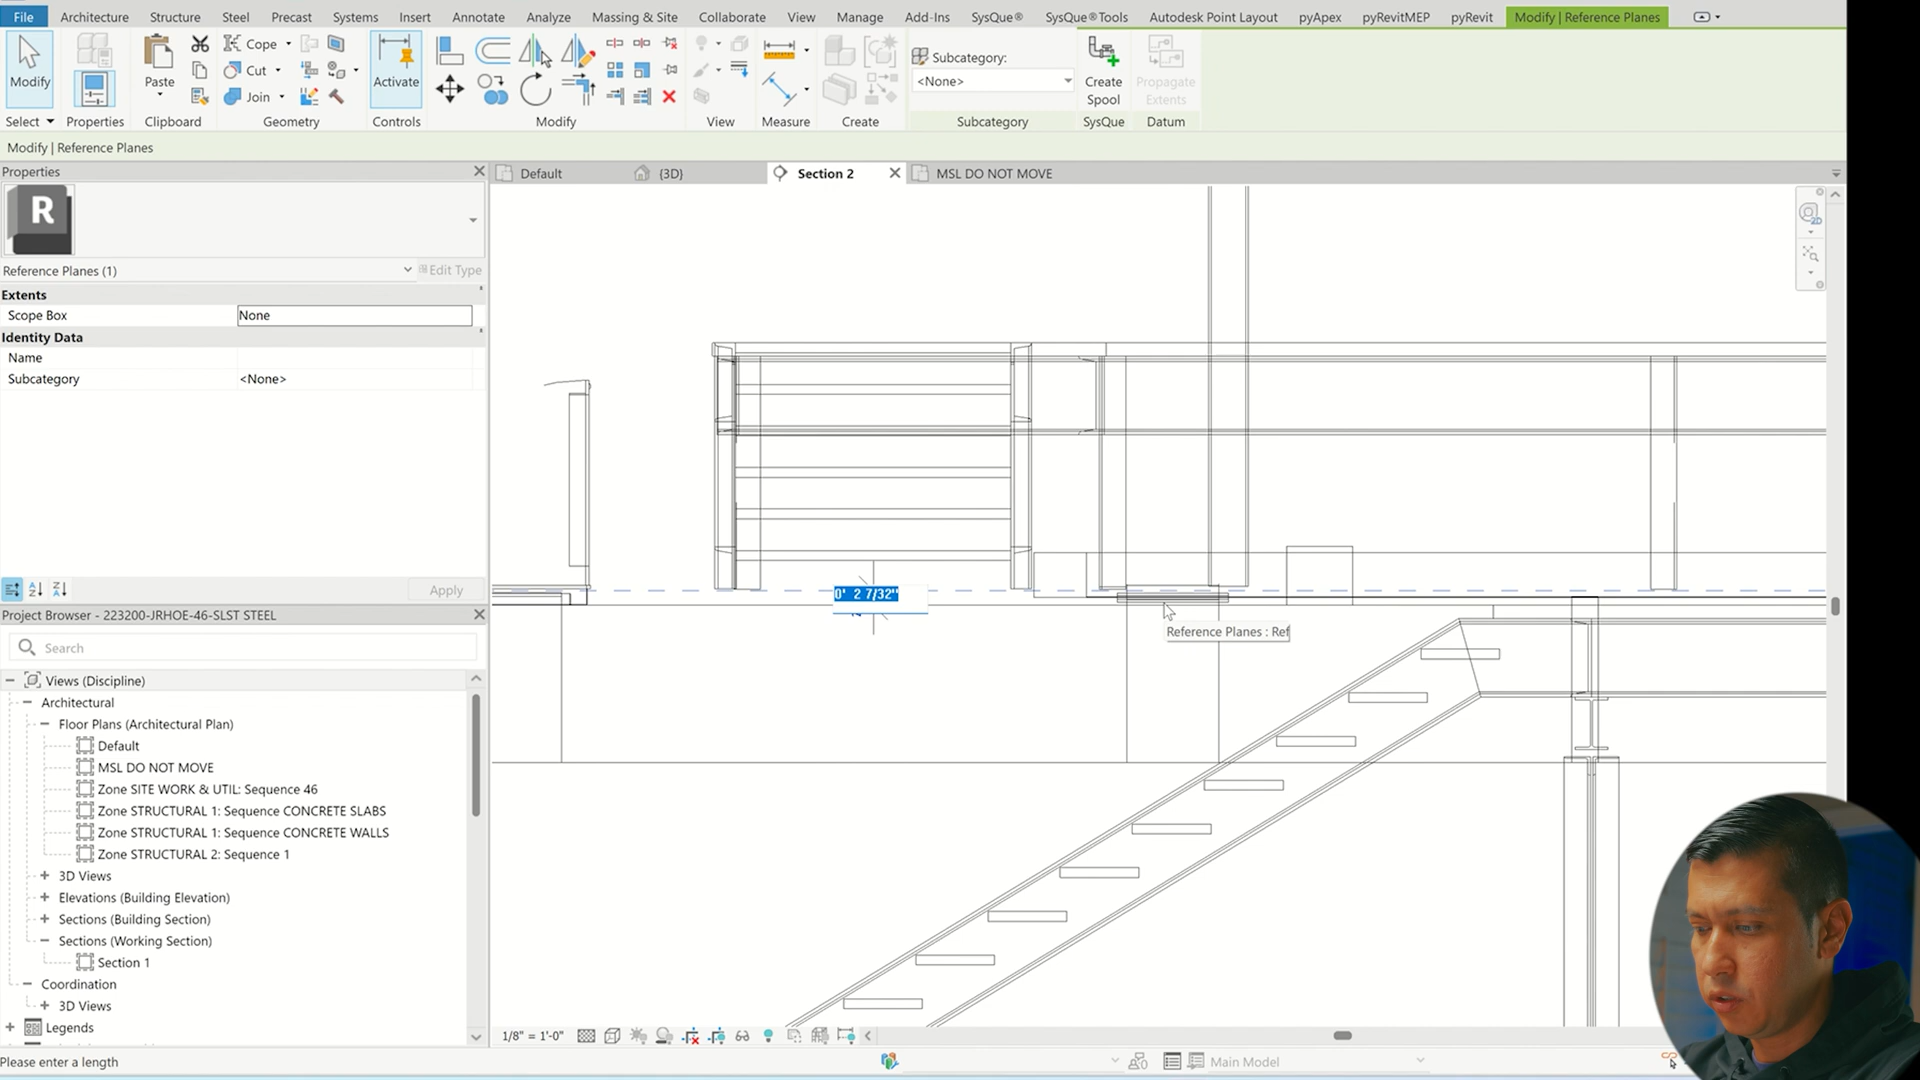 File Architecture Structure Steel Precast Systems Insert Annotate Analyze Massing & Site Collaborate View Manage Add-Ins SysQue® SysQue® Tools Autodesk Point Layout pyApex pyRevitMEP pyRevit Modify | Reference Planes
Modify Paste Cope Cut Join Activate Subcategory: <None> Create Spool Propagate Extents
Select Properties Clipboard Geometry Controls Modify View Measure Create Subcategory SysQue Datum
Modify | Reference Planes
Properties
Default {3D} Section 2 MSL DO NOT MOVE
R
Reference Planes (1) Edit Type
Extents
Scope Box None
Identity Data
Name
Subcategory <None>
Apply
0' 2 7/32"
Reference Planes : Ref
Project Browser - 223200-JRHOE-46-SLST STEEL
Search
Views (Discipline)
Architectural
Floor Plans (Architectural Plan)
Default
MSL DO NOT MOVE
Zone SITE WORK & UTIL: Sequence 46
Zone STRUCTURAL 1: Sequence CONCRETE SLABS
Zone STRUCTURAL 1: Sequence CONCRETE WALLS
Zone STRUCTURAL 2: Sequence 1
3D Views
Elevations (Building Elevation)
Sections (Building Section)
Sections (Working Section)
Section 1
Coordination
3D Views
Legends
1/8" = 1'-0"
Please enter a length
Main Model